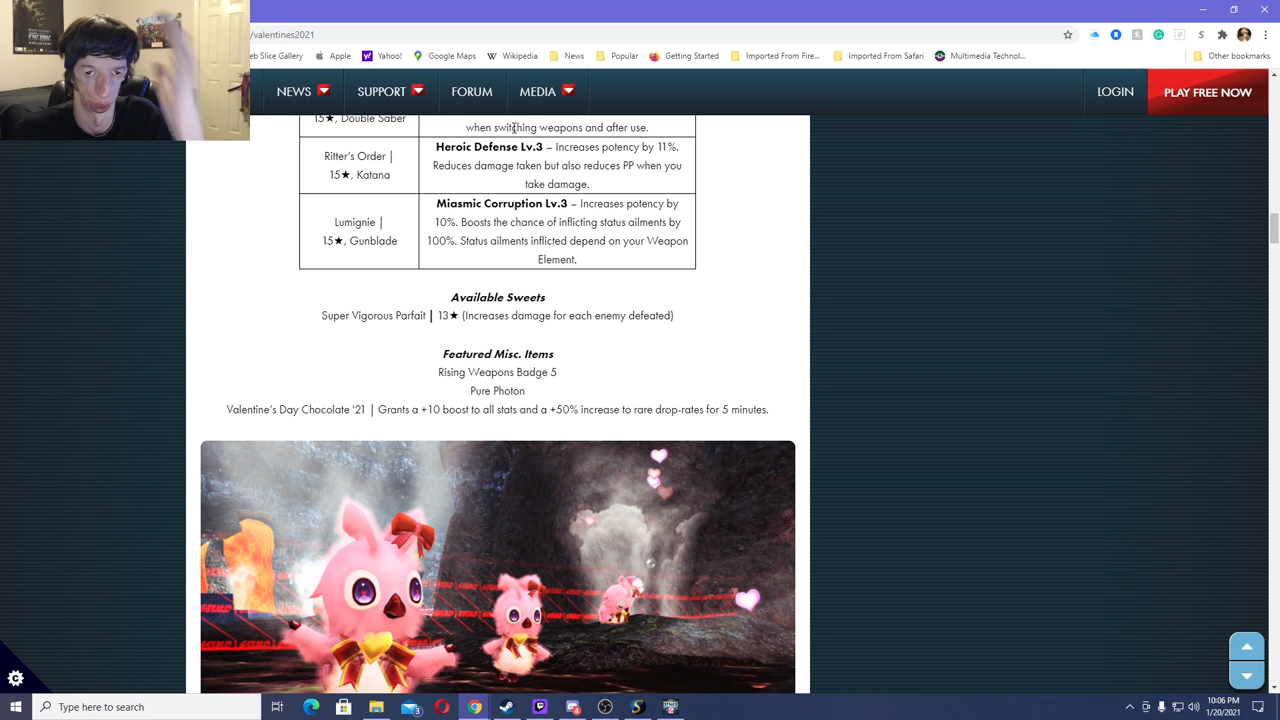 /valentines2021
eb Slice Gallery Apple Yahoo! Google Maps Wikipedia News Popular Getting Started Imported From Fire... Imported From Safari Multimedia Technol... Other bookmarks
NEWS SUPPORT FORUM MEDIA LOGIN PLAY FREE NOW
15★, Double Saber
when switching weapons and after use.
Ritter's Order |
15★, Katana
Heroic Defense Lv.3 – Increases potency by 11%.
Reduces damage taken but also reduces PP when you
take damage.
Lumignie |
15★, Gunblade
Miasmic Corruption Lv.3 – Increases potency by
10%. Boosts the chance of inflicting status ailments by
100%. Status ailments inflicted depend on your Weapon
Element.
Available Sweets
Super Vigorous Parfait | 13★ (Increases damage for each enemy defeated)
Featured Misc. Items
Rising Weapons Badge 5
Pure Photon
Valentine's Day Chocolate '21 | Grants a +10 boost to all stats and a +50% increase to rare drop-rates for 5 minutes.
Type here to search
3
10:06 PM
1/20/2021